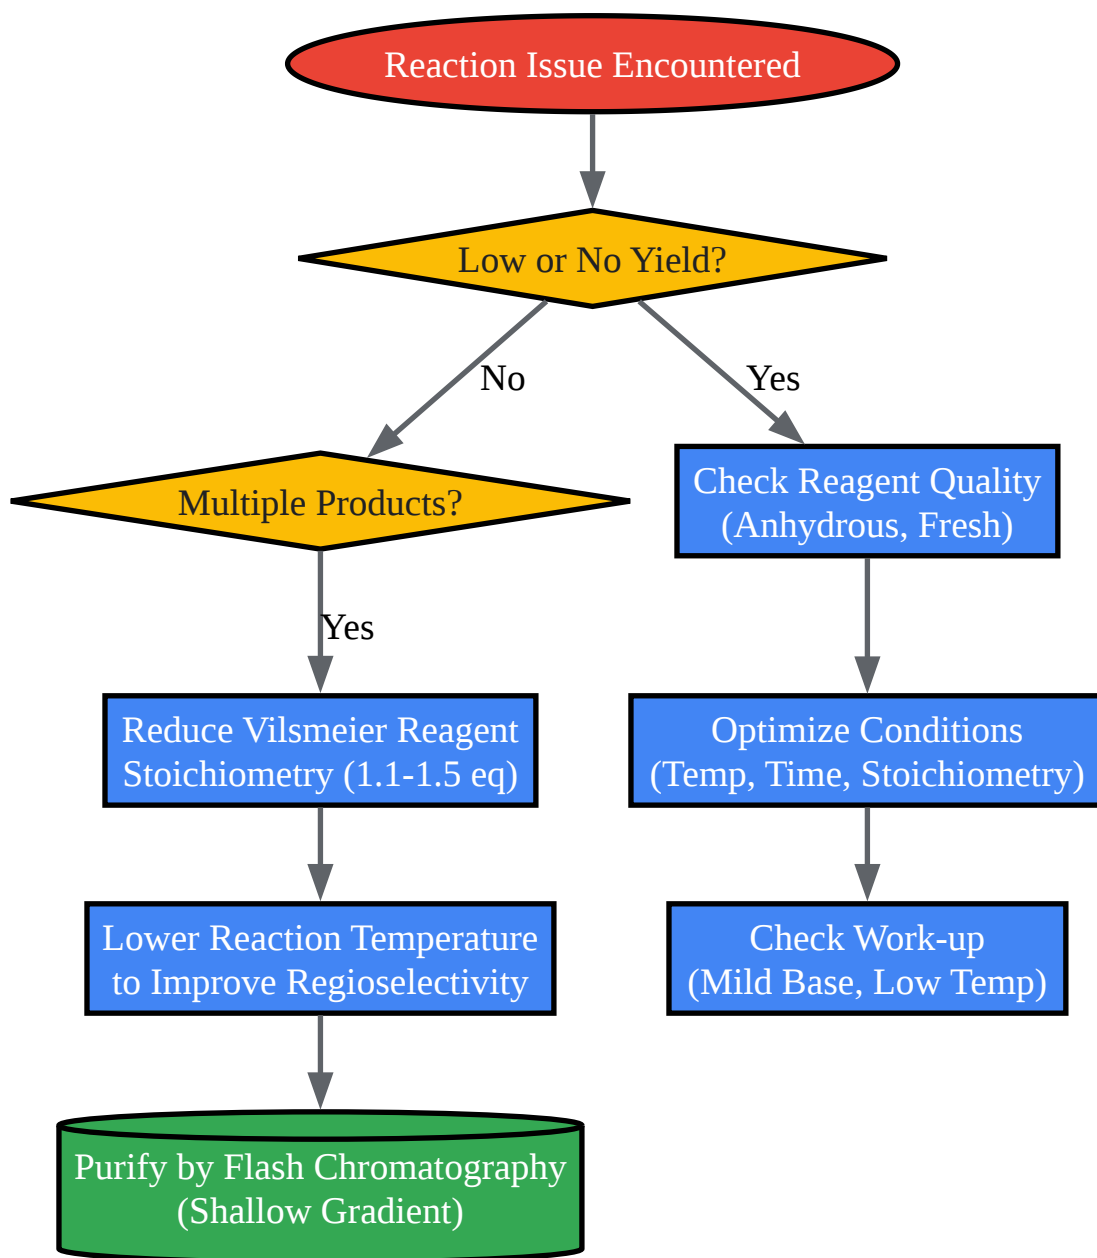 Reaction Issue Encountered
Low or No Yield?
No
Yes
Multiple Products?
Check Reagent Quality
(Anhydrous, Fresh)
Yes
Reduce Vilsmeier Reagent
Stoichiometry (1.1-1.5 eq)
Optimize Conditions
(Temp, Time, Stoichiometry)
Lower Reaction Temperature
to Improve Regioselectivity
Check Work-up
(Mild Base, Low Temp)
Purify by Flash Chromatography
(Shallow Gradient)